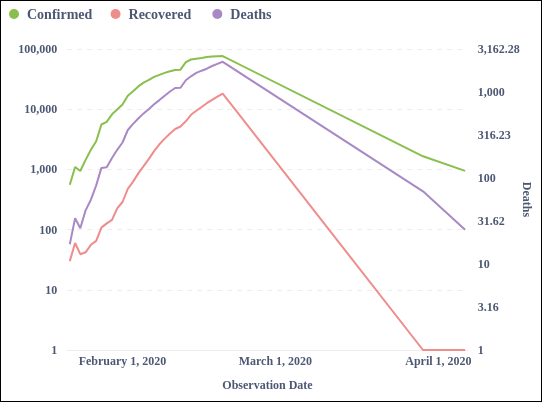 Confirmed Recovered Deaths
100,000 3,162.28
10,000 1,000
316.23
1,000 100
100 31.62
10 10
3.16
1 1
Deaths
February 1, 2020 March 1, 2020 April 1, 2020
Observation Date